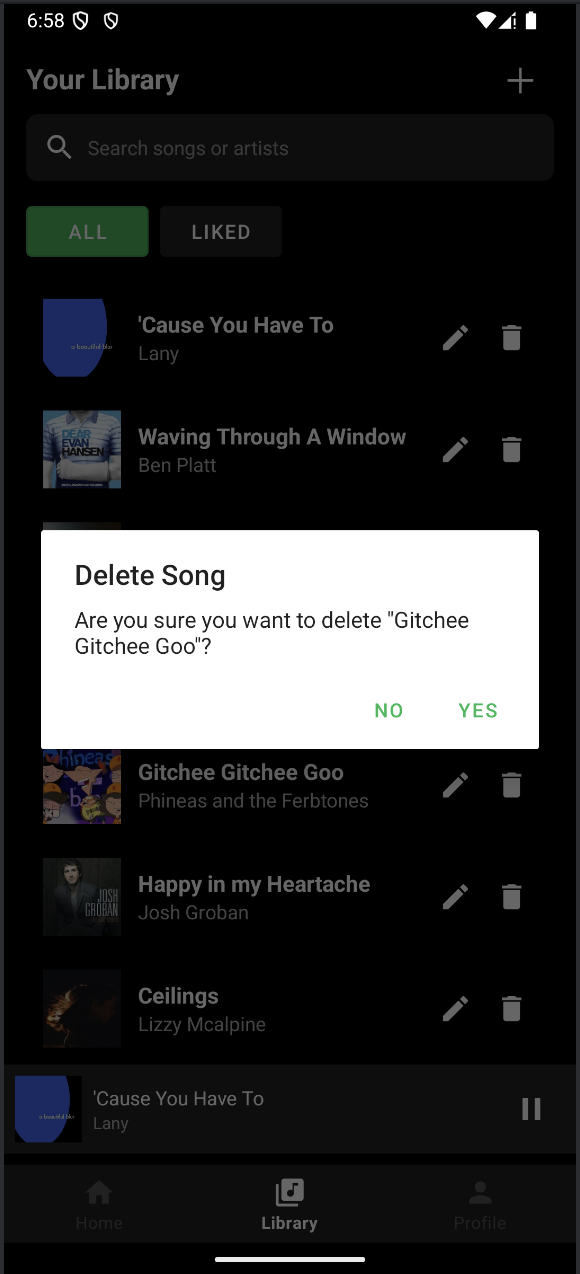 6:58
Your Library
Search songs or artists
ALL
LIKED
a beautiful blur
'Cause You Have To
Lany
DEAR
EVAN
HANSEN
Waving Through A Window
Ben Platt
Delete Song
Are you sure you want to delete "Gitchee
Gitchee Goo"?
NO
YES
Gitchee Gitchee Goo
Phineas and the Ferbtones
JOSH
GROBAN
Happy in my Heartache
Josh Groban
Ceilings
Lizzy Mcalpine
a beautiful blur
'Cause You Have To
Lany
Home
Library
Profile